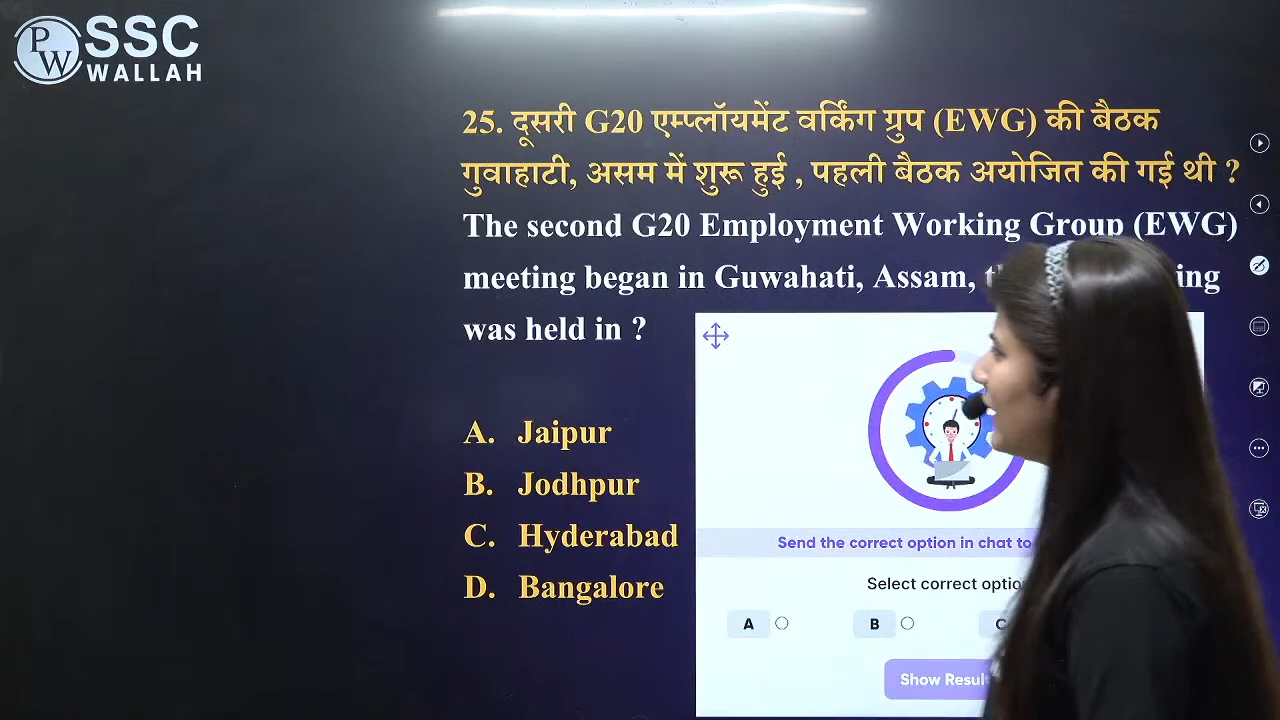 PW
SSC
WALLAH
25. दूसरी G20 एम्प्लॉयमेंट वर्किंग ग्रुप (EWG) की बैठक
गुवाहाटी, असम में शुरू हुई , पहली बैठक अयोजित की गई थी ?
The second G20 Employment Working Group (EWG)
meeting began in Guwahati, Assam,
was held in ?
A. Jaipur
B. Jodhpur
C. Hyderabad
D. Bangalore
Send the correct option in chat to
Select correct
A
B
C
Show